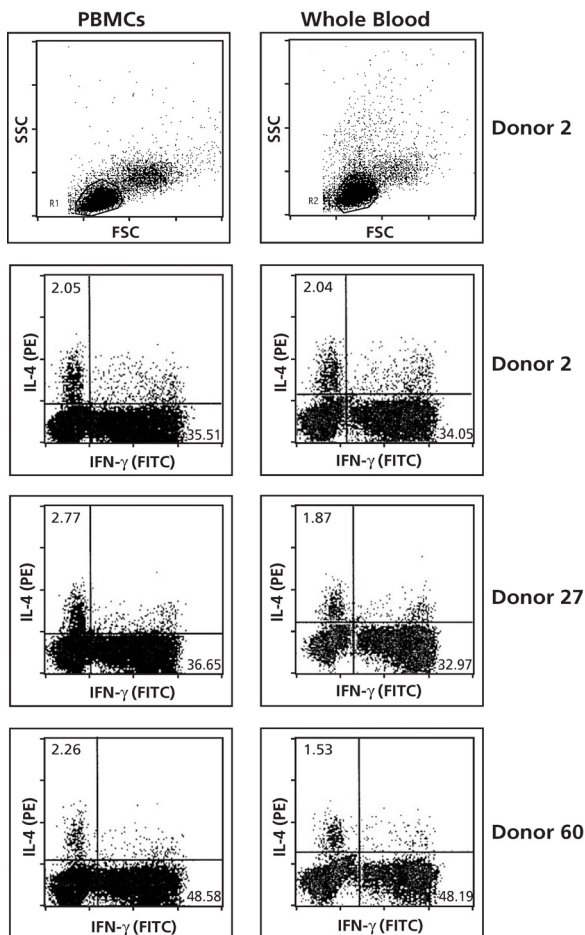 PBMCs Whole Blood
SSC
R1
FSC
SSC
R2
FSC
Donor 2
2.05
IL-4 (PE)
35.51
IFN-γ (FITC)
2.04
IL-4 (PE)
34.05
IFN-γ (FITC)
Donor 2
2.77
IL-4 (PE)
36.65
IFN-γ (FITC)
1.87
IL-4 (PE)
32.97
IFN-γ (FITC)
Donor 27
2.26
IL-4 (PE)
48.58
IFN-γ (FITC)
1.53
IL-4 (PE)
48.19
IFN-γ (FITC)
Donor 60